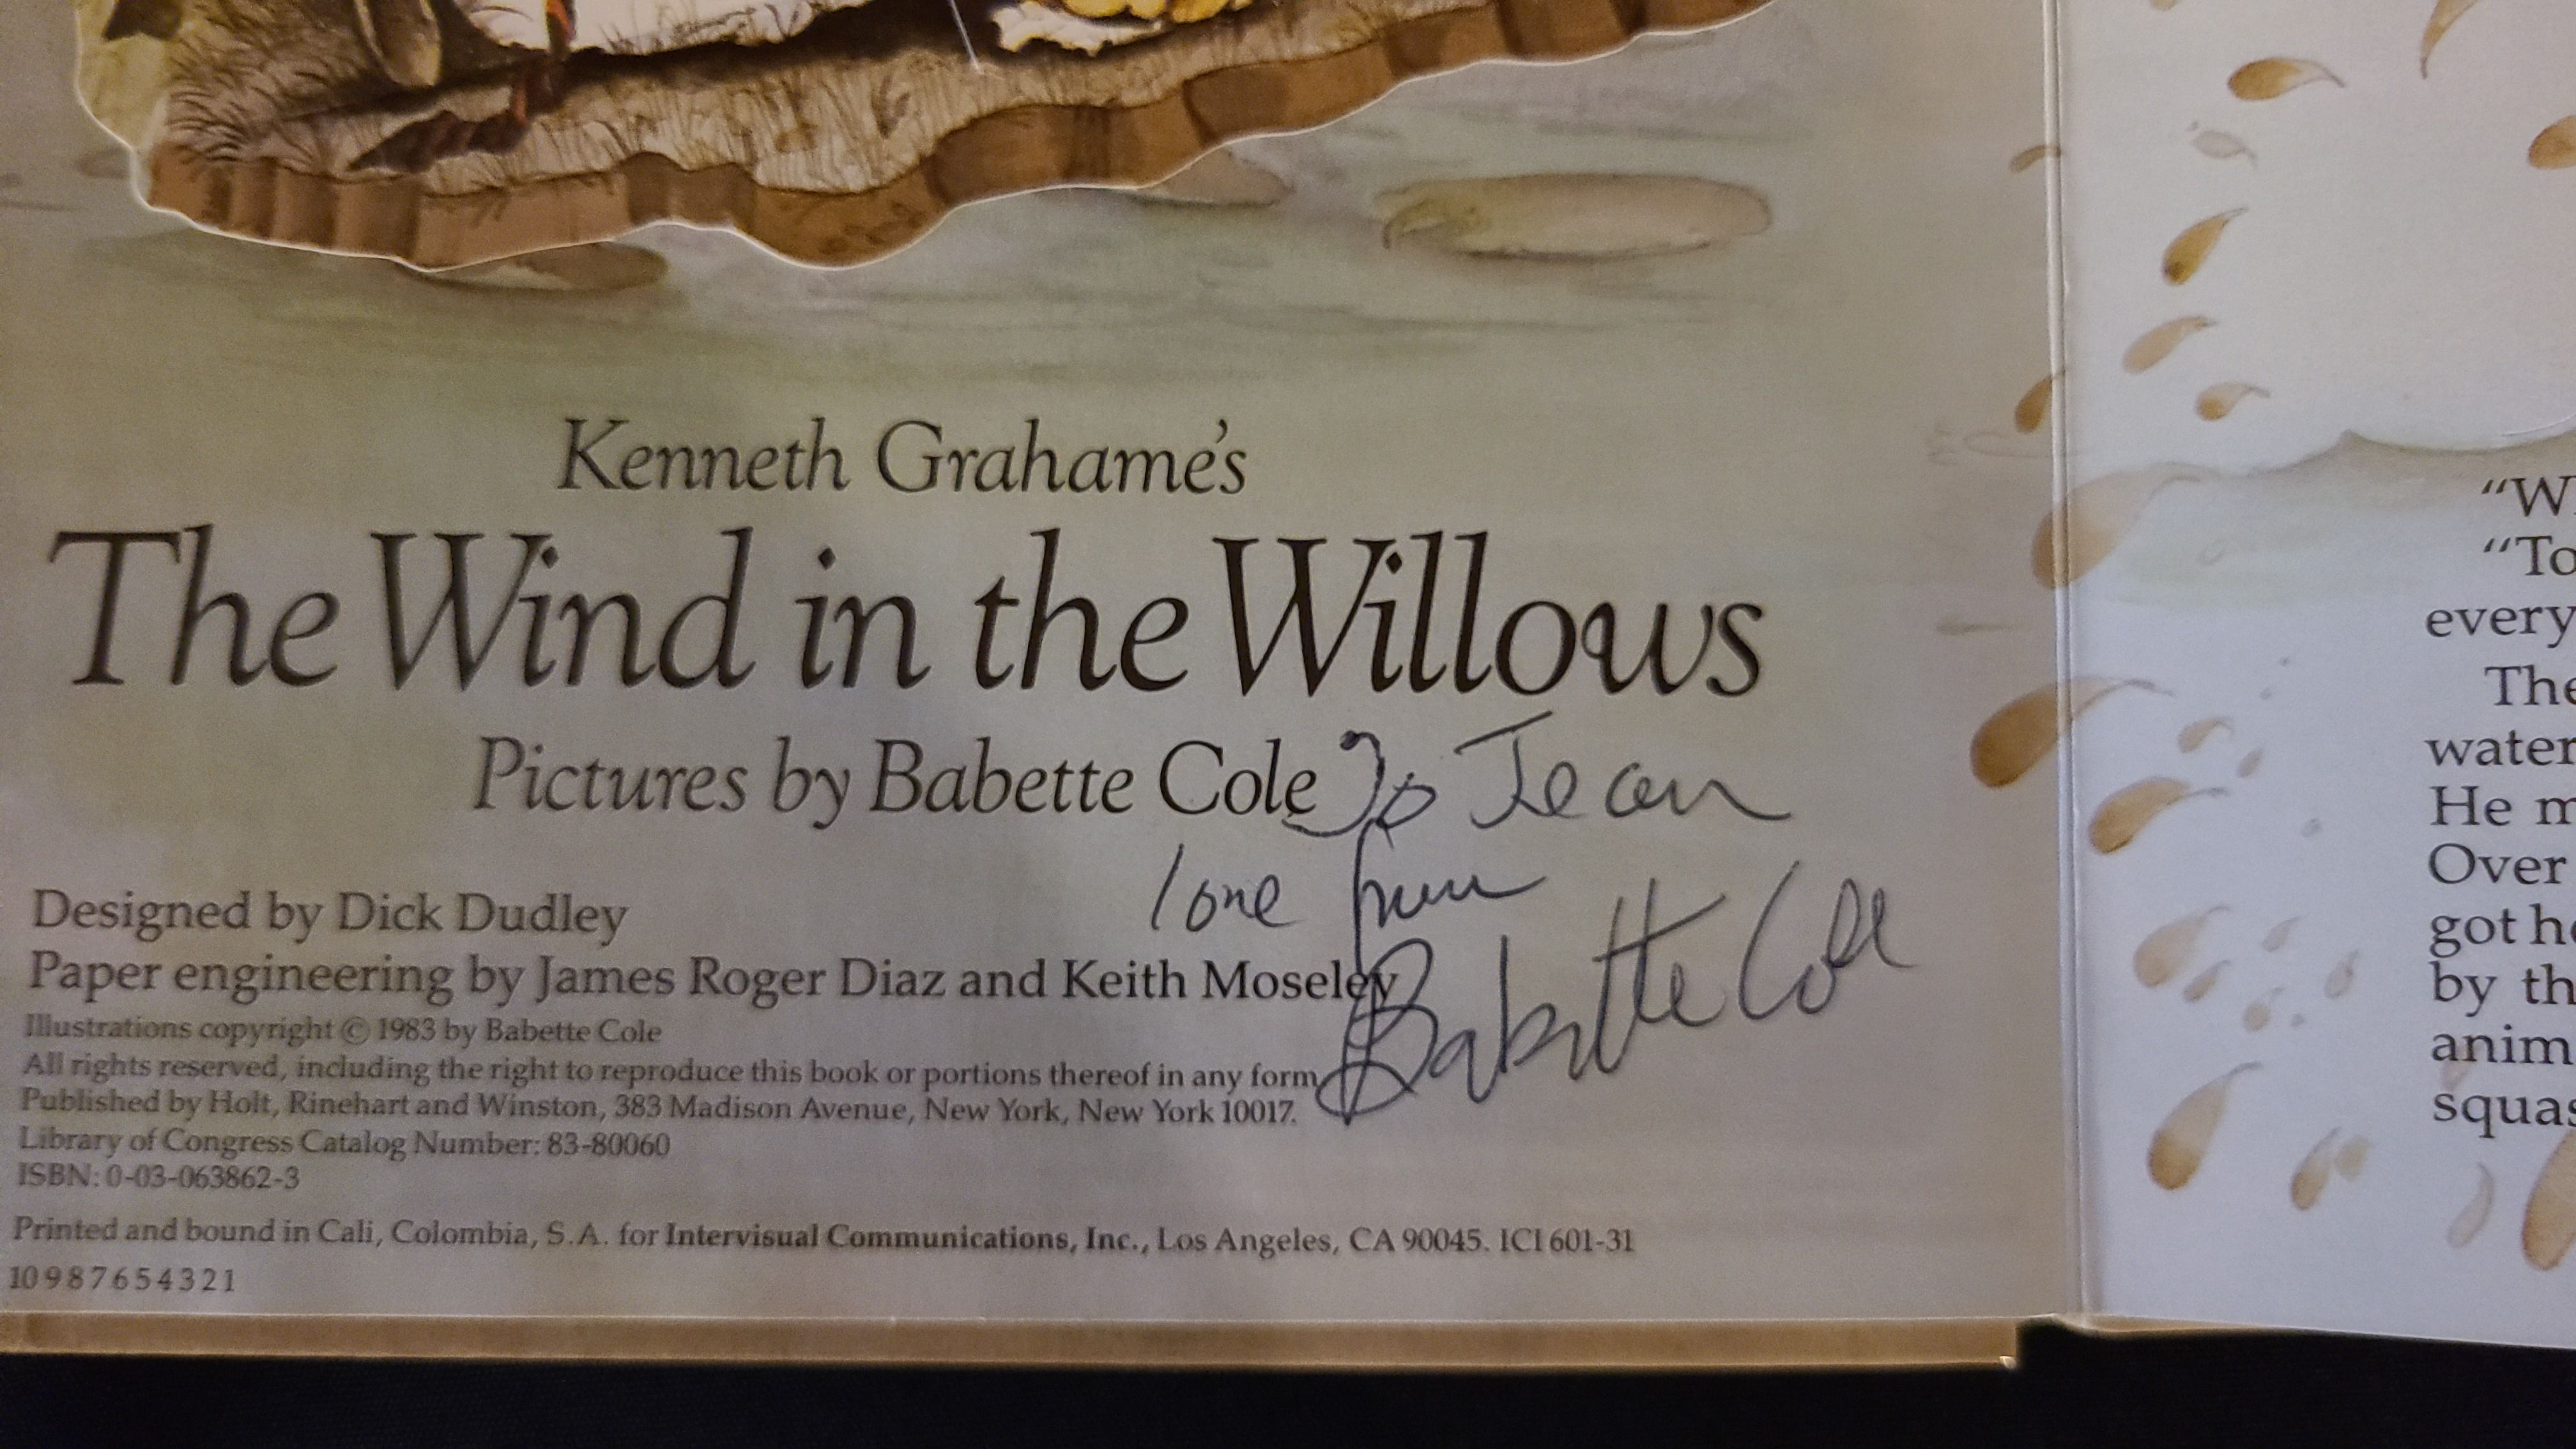 Kenneth Grahame's
The Wind in the Willows
Pictures by Babette Cole
To Jean
love from
Babette Cole
Designed by Dick Dudley
Paper engineering by James Roger Diaz and Keith Moseley
Illustrations copyright © 1983 by Babette Cole
All rights reserved, including the right to reproduce this book or portions thereof in any form
Published by Holt, Rinehart and Winston, 383 Madison Avenue, New York, New York 10017.
Library of Congress Catalog Number: 83-80060
ISBN: 0-03-063862-3
Printed and bound in Cali, Colombia, S.A. for Intervisual Communications, Inc., Los Angeles, CA 90045. ICI 601-31
10 9 8 7 6 5 4 3 2 1
“W
“To
every
The
water
He m
Over
got he
by th
anim
squas